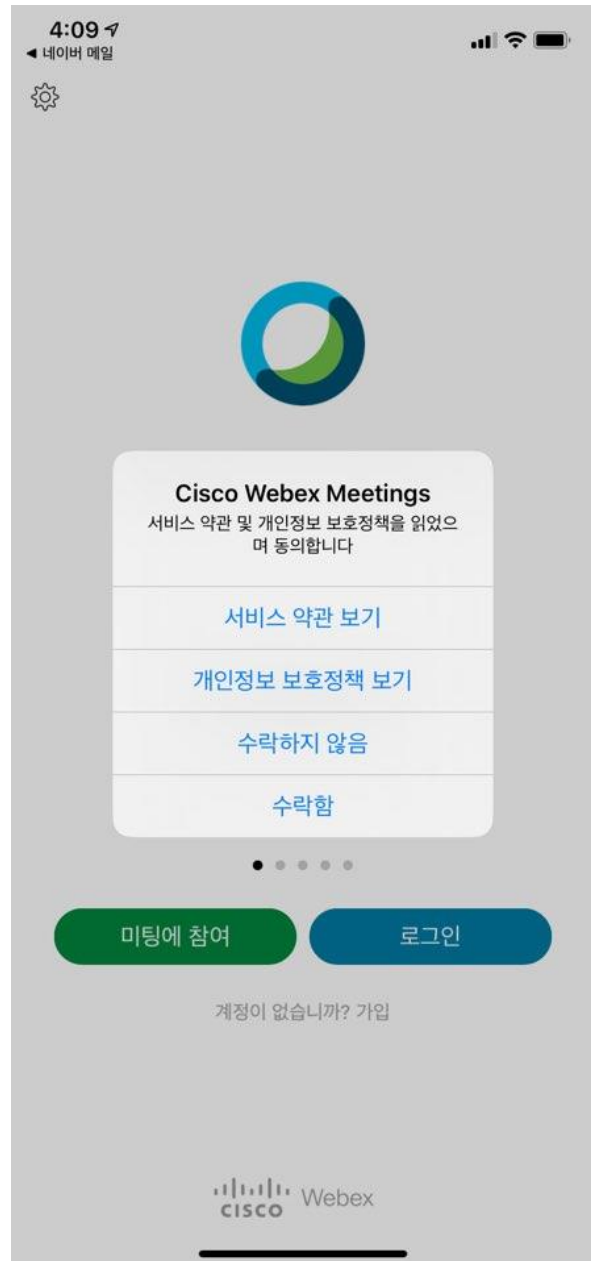 4:09
◀ 네이버 메일
Cisco Webex Meetings
서비스 약관 및 개인정보 보호정책을 읽었으
며 동의합니다
서비스 약관 보기
개인정보 보호정책 보기
수락하지 않음
수락함
미팅에 참여
로그인
계정이 없습니까? 가입
CISCO Webex